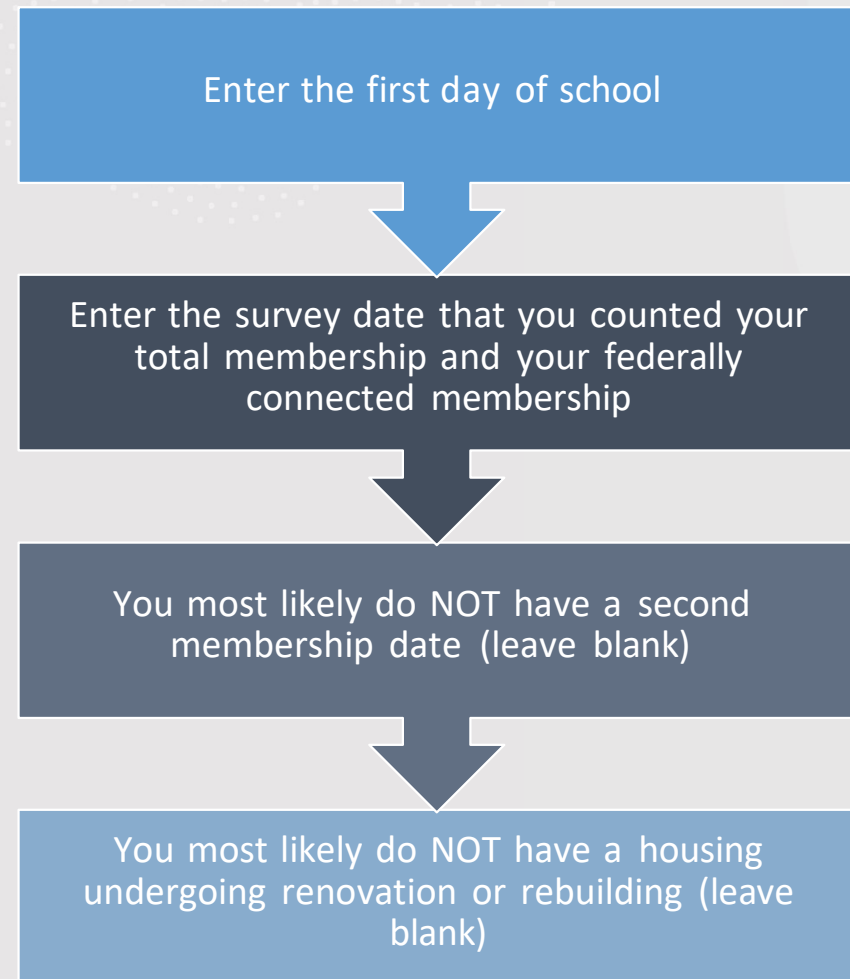 Enter the first day of school
Enter the survey date that you counted your
total membership and your federally
connected membership
You most likely do NOT have a second
membership date (leave blank)
You most likely do NOT have a housing
undergoing renovation or rebuilding (leave
blank)